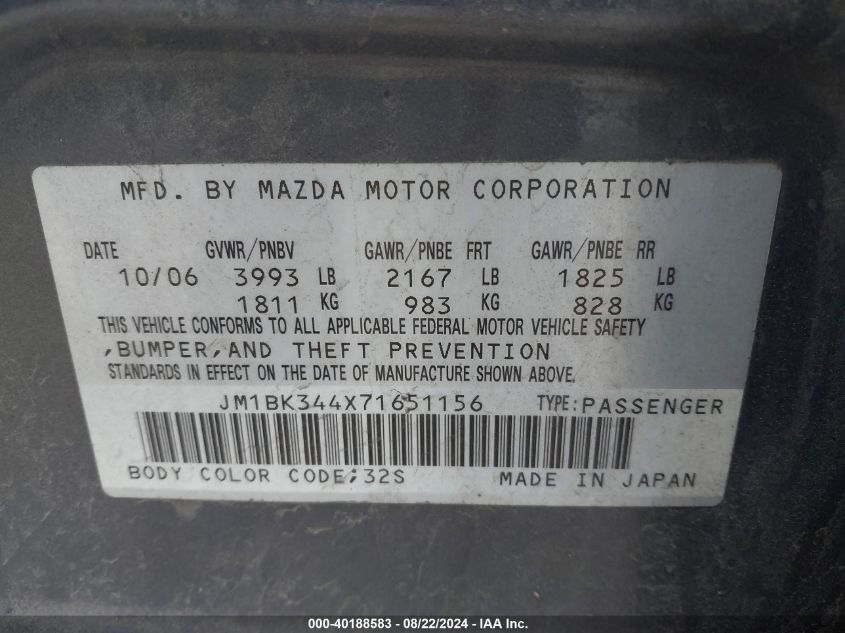 MFD. BY MAZDA MOTOR CORPORATION
DATE GVWR/PNBV GAWR/PNBE FRT GAWR/PNBE RR
10/06 3993 LB 2167 LB 1825 LB
1811 KG 983 KG 828 KG
THIS VEHICLE CONFORMS TO ALL APPLICABLE FEDERAL MOTOR VEHICLE SAFETY
,BUMPER,AND THEFT PREVENTION
STANDARDS IN EFFECT ON THE DATE OF MANUFACTURE SHOWN ABOVE.
JM1BK344X71651156 TYPE:PASSENGER
BODY COLOR CODE;32S MADE IN JAPAN
000-40188583 - 08/22/2024 - IAA Inc.